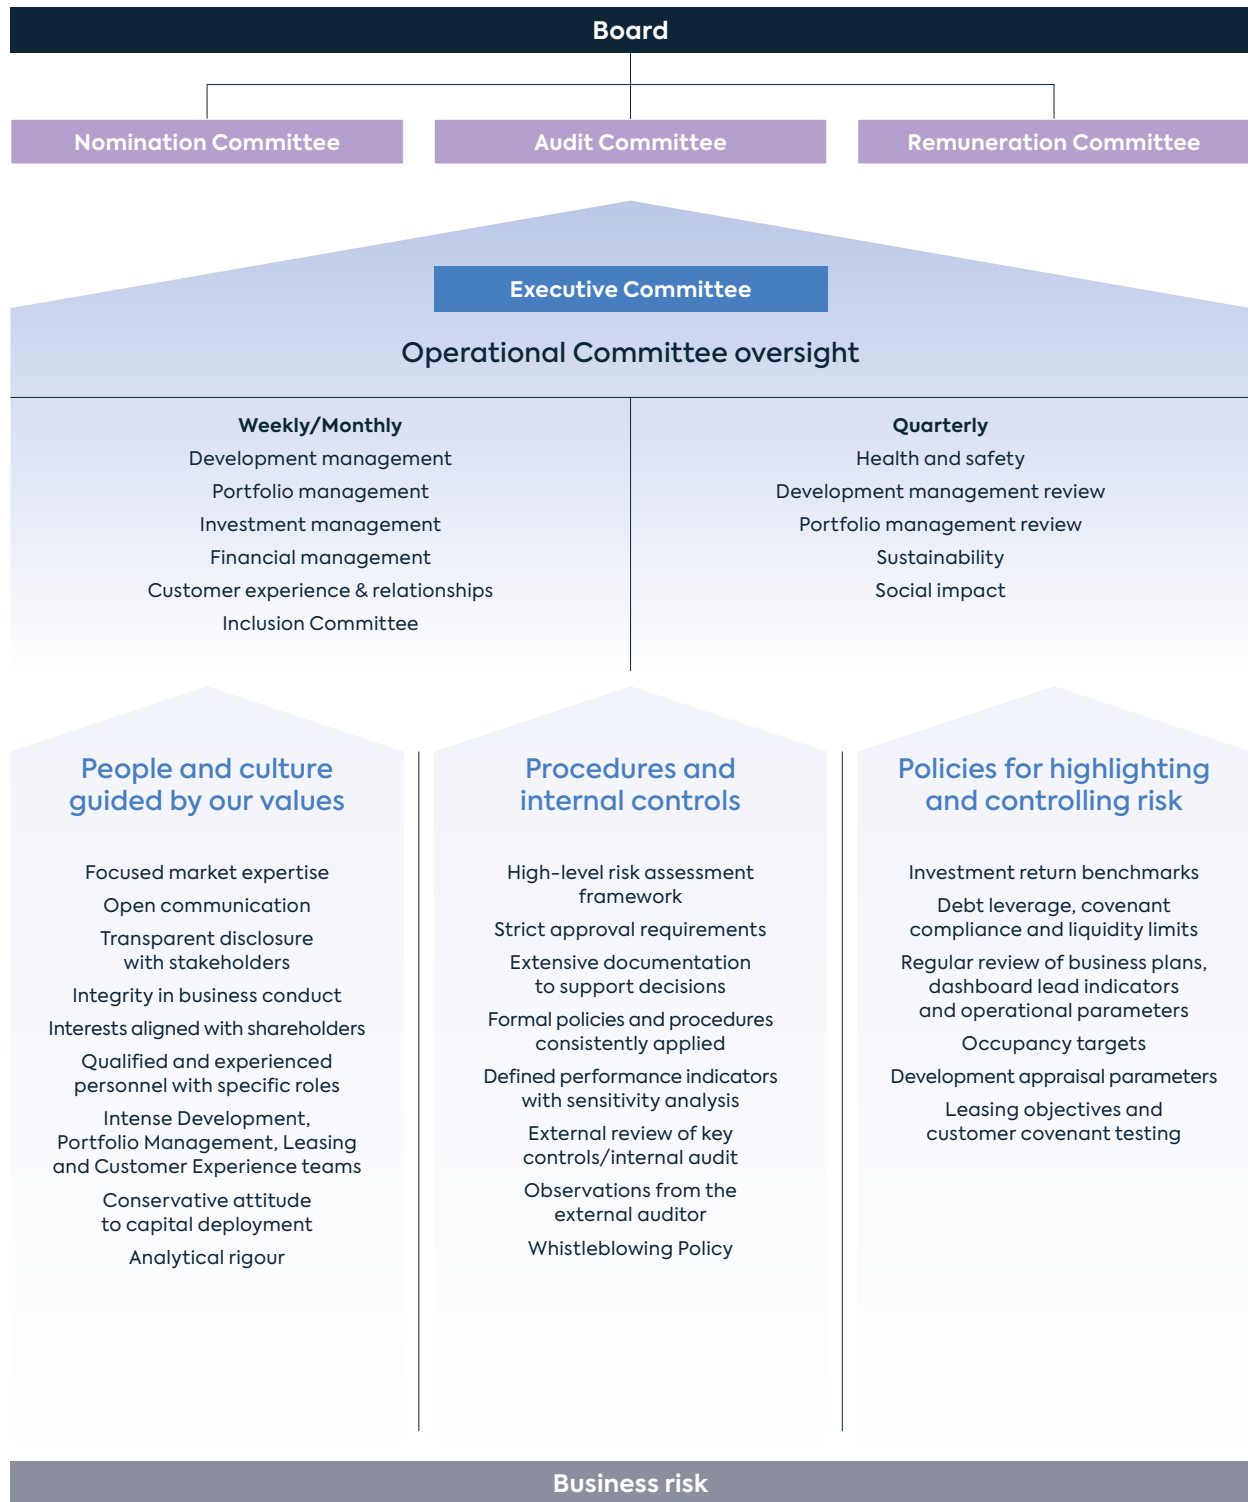 Board
Nomination Committee
Audit Committee
Remuneration Committee
Executive Committee
Operational Committee oversight
Weekly/Monthly
Development management
Portfolio management
Investment management
Financial management
Customer experience & relationships
Inclusion Committee
Quarterly
Health and safety
Development management review
Portfolio management review
Sustainability
Social impact
People and culture
guided by our values
Focused market expertise
Open communication
Transparent disclosure
with stakeholders
Integrity in business conduct
Interests aligned with shareholders
Qualified and experienced
personnel with specific roles
Intense Development,
Portfolio Management, Leasing
and Customer Experience teams
Conservative attitude
to capital deployment
Analytical rigour
Procedures and
internal controls
High-level risk assessment
framework
Strict approval requirements
Extensive documentation
to support decisions
Formal policies and procedures
consistently applied
Defined performance indicators
with sensitivity analysis
External review of key
controls/internal audit
Observations from the
external auditor
Whistleblowing Policy
Policies for highlighting
and controlling risk
Investment return benchmarks
Debt leverage, covenant
compliance and liquidity limits
Regular review of business plans,
dashboard lead indicators
and operational parameters
Occupancy targets
Development appraisal parameters
Leasing objectives and
customer covenant testing
Business risk